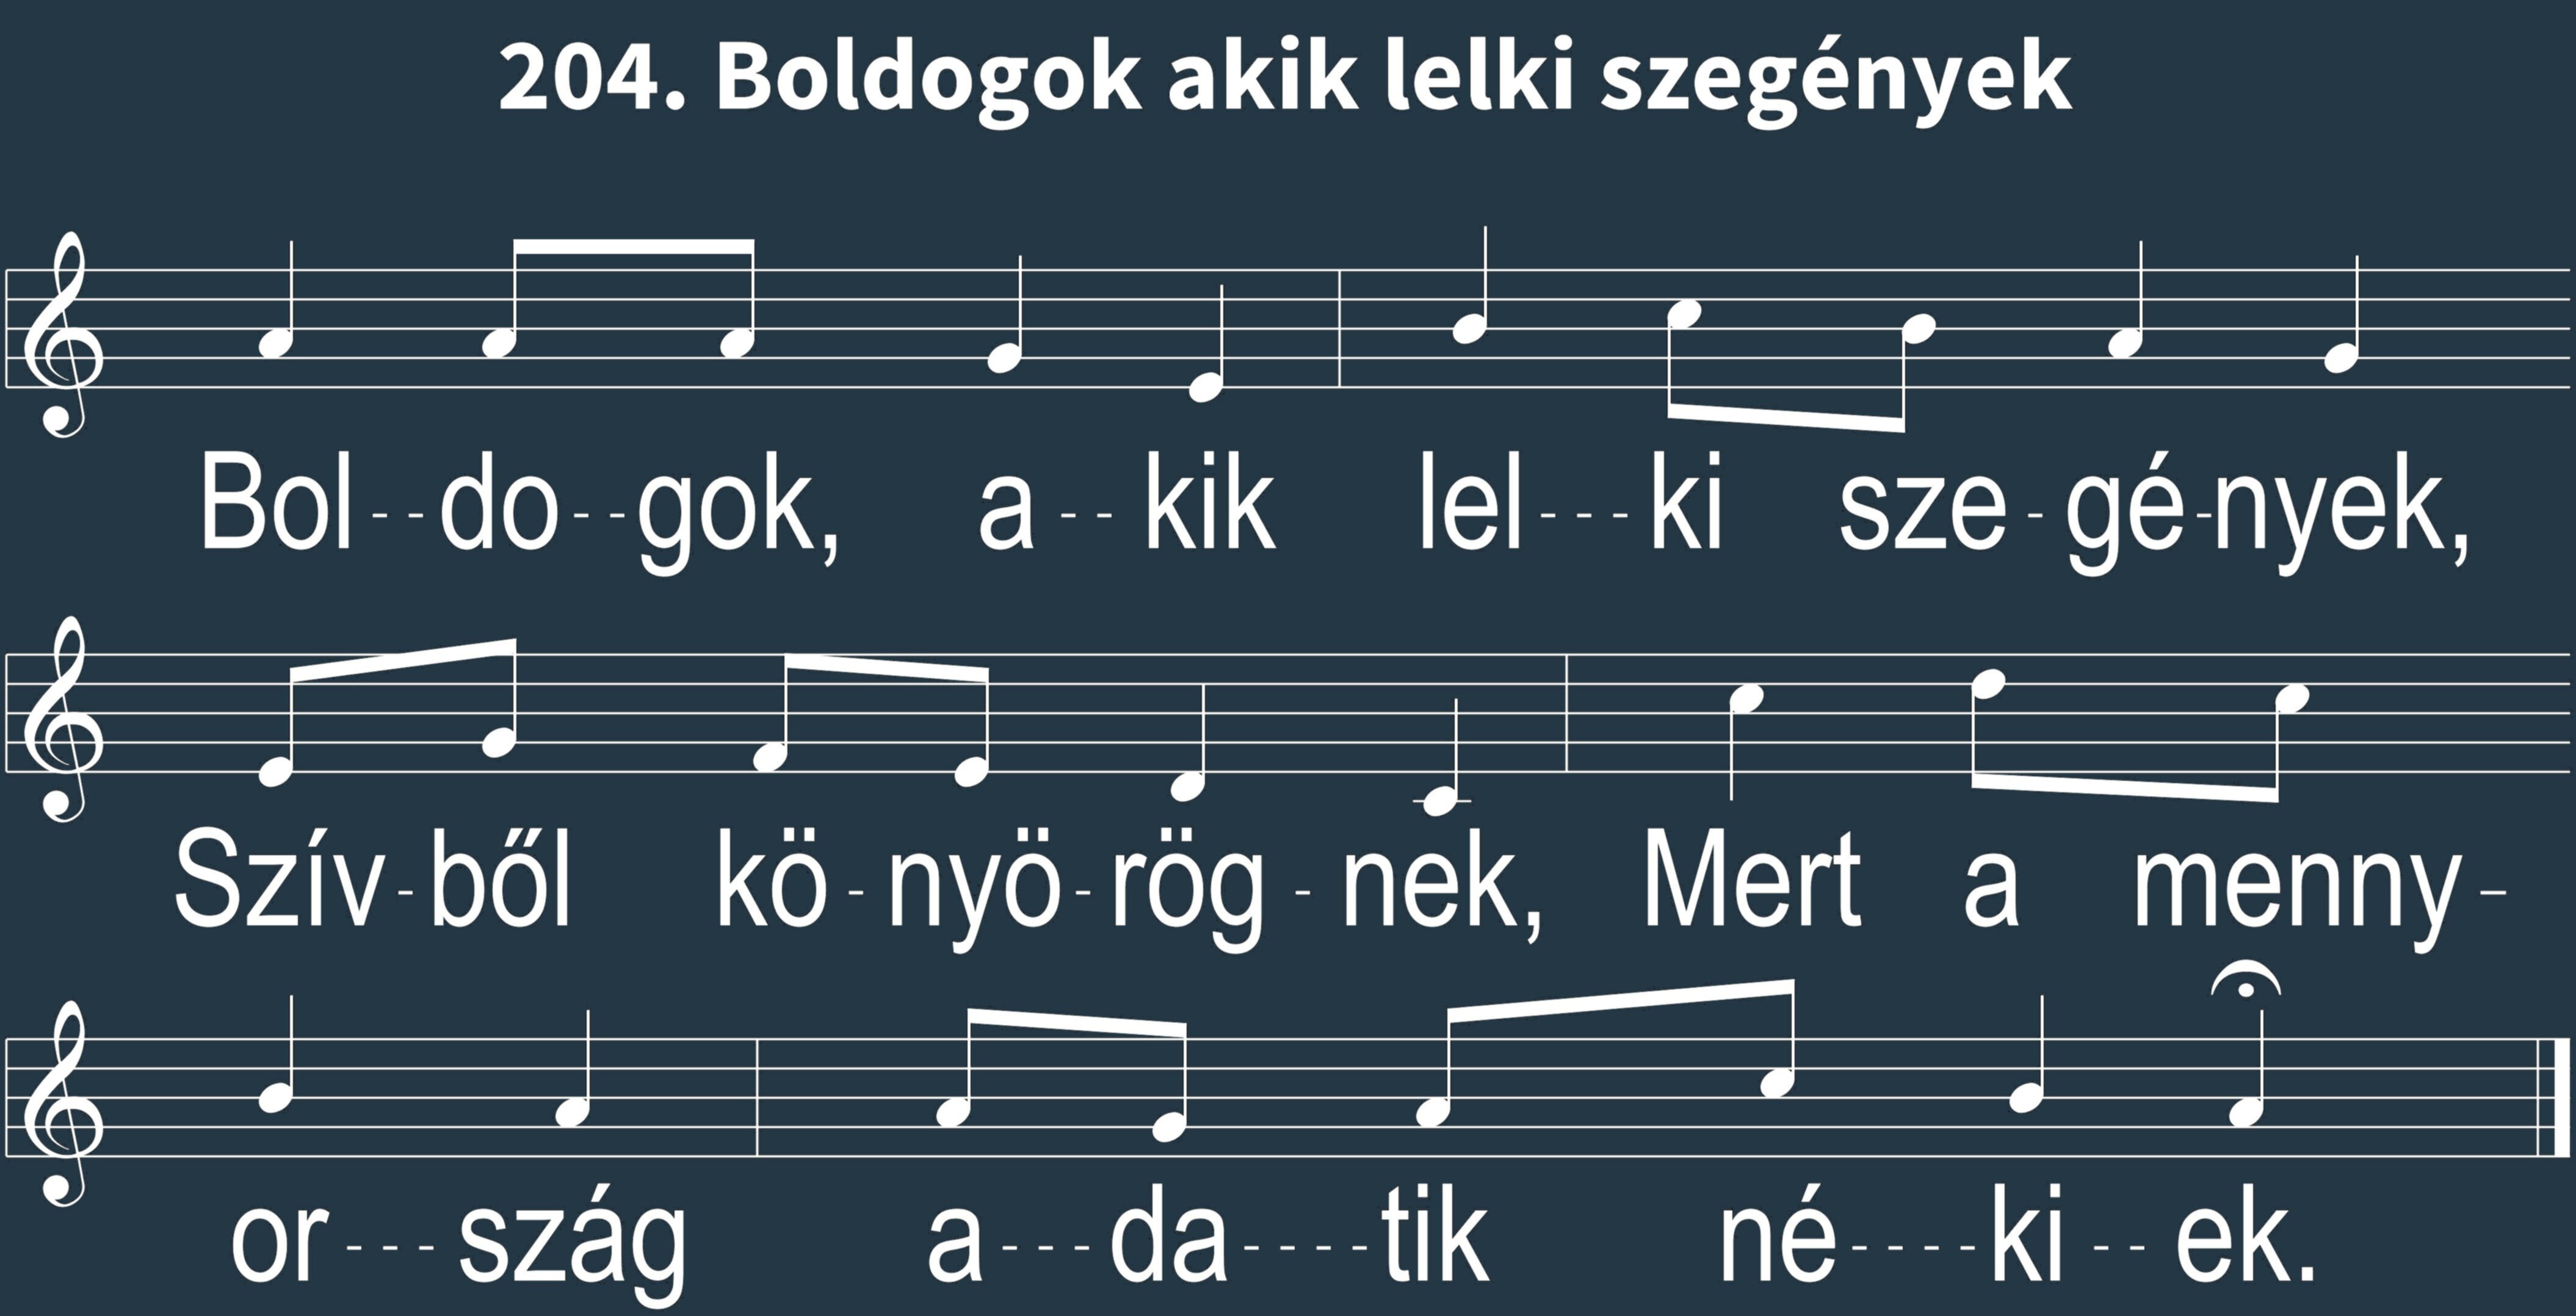 204. Boldogok akik lelki szegények
Bol--do--gok, a--kik lel---ki sze-gé-nyek,
Szív-ből kö-nyö-rög-nek, Mert a menny-
or---szág a---da----tik né----ki--ek.